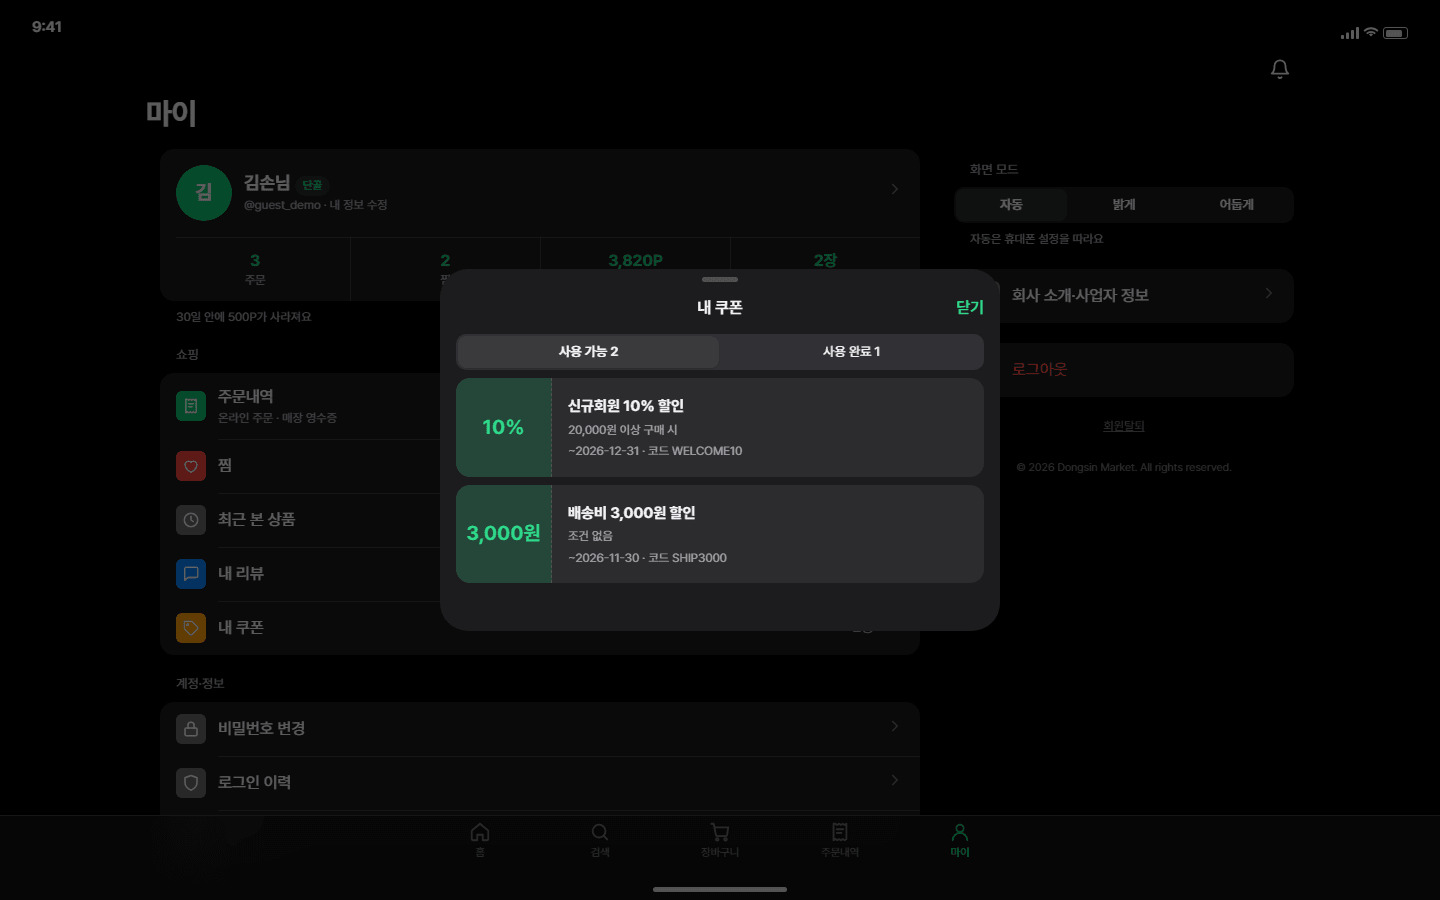 9:41
마이
김
김손님 단골
@guest_demo · 내 정보 수정
3
주문
2
3,820P
2장
30일 안에 500P가 사라져요
쇼핑
주문내역
온라인 주문 · 매장 영수증
찜
최근 본 상품
내 리뷰
내 쿠폰
계정·정보
비밀번호 변경
로그인 이력
화면 모드
자동
밝게
어둡게
자동은 휴대폰 설정을 따라요
회사 소개·사업자 정보
로그아웃
회원탈퇴
© 2026 Dongsin Market. All rights reserved.
내 쿠폰
닫기
사용 가능 2
사용 완료 1
10%
신규회원 10% 할인
20,000원 이상 구매 시
~2026-12-31 · 코드 WELCOME10
3,000원
배송비 3,000원 할인
조건 없음
~2026-11-30 · 코드 SHIP3000
홈
검색
장바구니
주문내역
마이